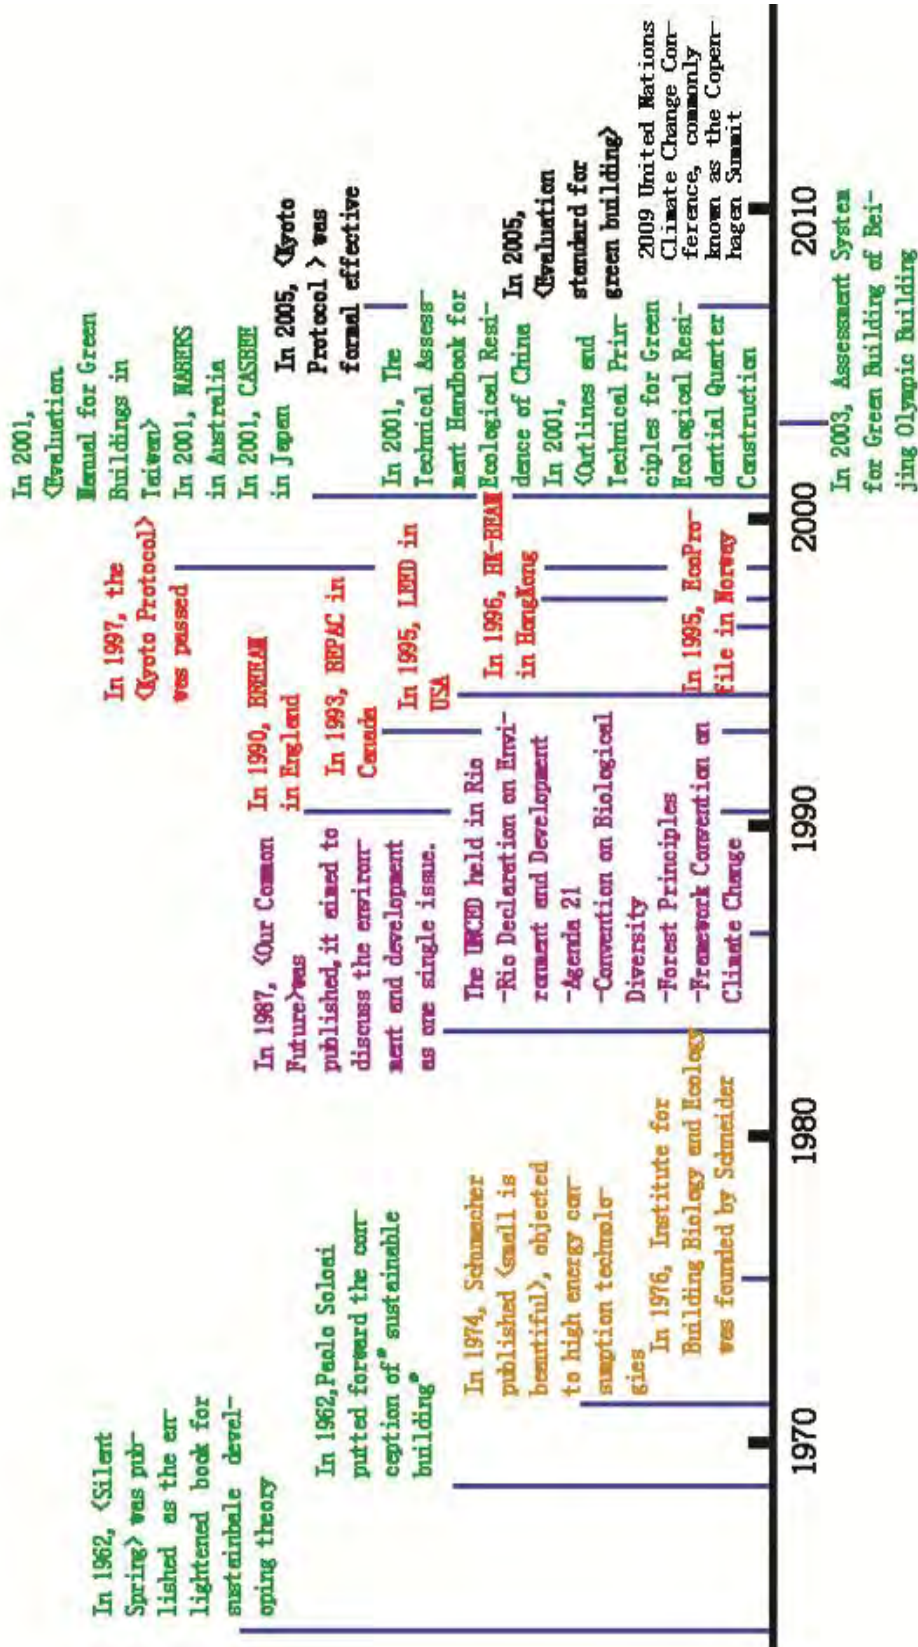 In 1962, <Silent
Spring> was pub-
lished as the en-
lightened book for
sustainbale devel-
oping theory
In 1962,Paolo Soloai
putted forward the con-
ception of" sustainable
building"
In 1974, Schumacher
published <small is
beautiful>, objected
to high energy con-
sumption technolo-
gies
In 1976, Institute for
Building Biology and Ecology
was founded by Schneider
In 1987, <Our Common
Future>was
published,it aimed to
discuss the environ-
ment and development
as one single issue.
The UNCED held in Rio
-Rio Declaration on Envi-
ronment and Development
-Agenda 21
-Convention on Biological
Diversity
-Forest Principles
-Framework Convention on
Climate Change
In 1990, BREEAM
in England
In 1993, BEPAC in
Canada
In 1995, LEED in
USA
In 1996, HK-BEAM
in HongKong
In 1995, EcoPro-
file in Norway
In 1997, the
<Kyoto Protocol>
was passed
In 2001,
<Evaluation
Manual for Green
Buildings in
Taiwan>
In 2001, NABERS
in Australia
In 2001, CASBEE
in Japan
In 2001, The
Technical Assess-
ment Handbook for
Ecological Resi-
dence of China
In 2001,
<Outlines and
Technical Prin-
ciples for Green
Ecological Resi-
dential Quarter
Construction
In 2003, Assessment System
for Green Building of Bei-
jing Olympic Building
In 2005, <Kyoto
Protocol > was
formal effective
In 2005,
<Evaluation
standard for
green building>
2009 United Nations
Climate Change Con-
ference, commonly
known as the Copen-
hagen Summit
1970
1980
1990
2000
2010